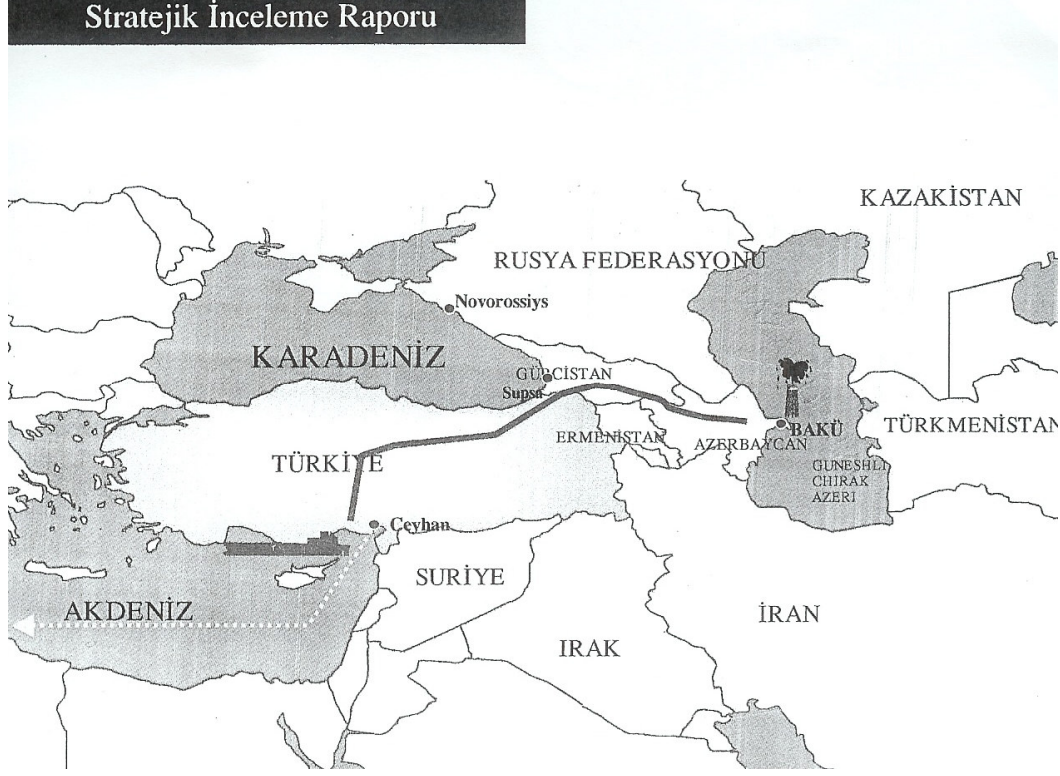 Stratejik İnceleme Raporu
KAZAKİSTAN
RUSYA FEDERASYONU
Novorossiys
KARADENİZ
GÜRCİSTAN
Supsa
ERMENİSTAN
AZERBAYCAN
BAKÜ
TÜRKMENİSTAN
TÜRKİYE
GUNESHLI
CHIRAK
AZERI
Ceyhan
SURİYE
AKDENİZ
IRAK
İRAN